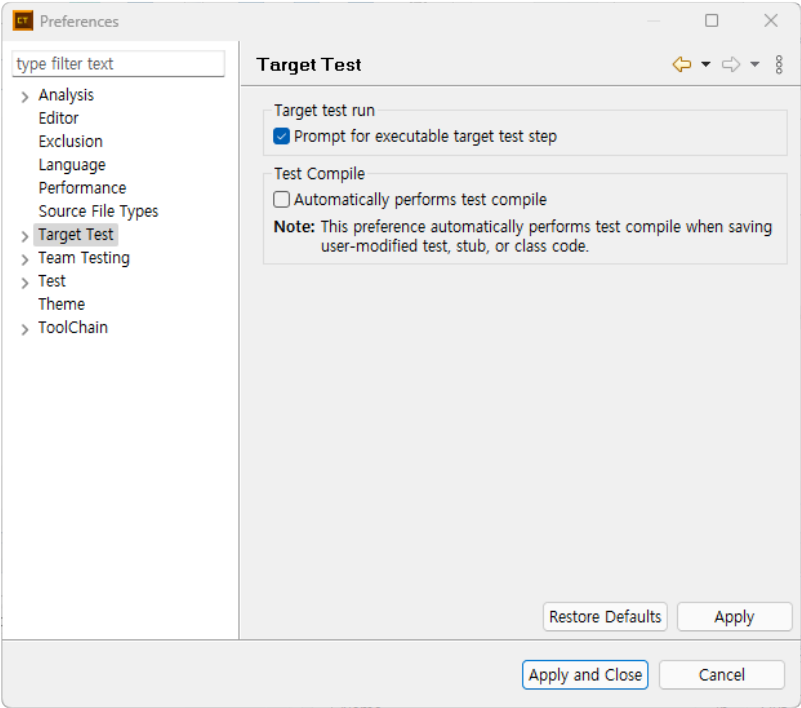 CT
Preferences
type filter text
Analysis
Editor
Exclusion
Language
Performance
Source File Types
Target Test
Team Testing
Test
Theme
ToolChain
Target Test
Target test run
Prompt for executable target test step
Test Compile
Automatically performs test compile
Note: This preference automatically performs test compile when saving
user-modified test, stub, or class code.
Restore Defaults
Apply
Apply and Close
Cancel